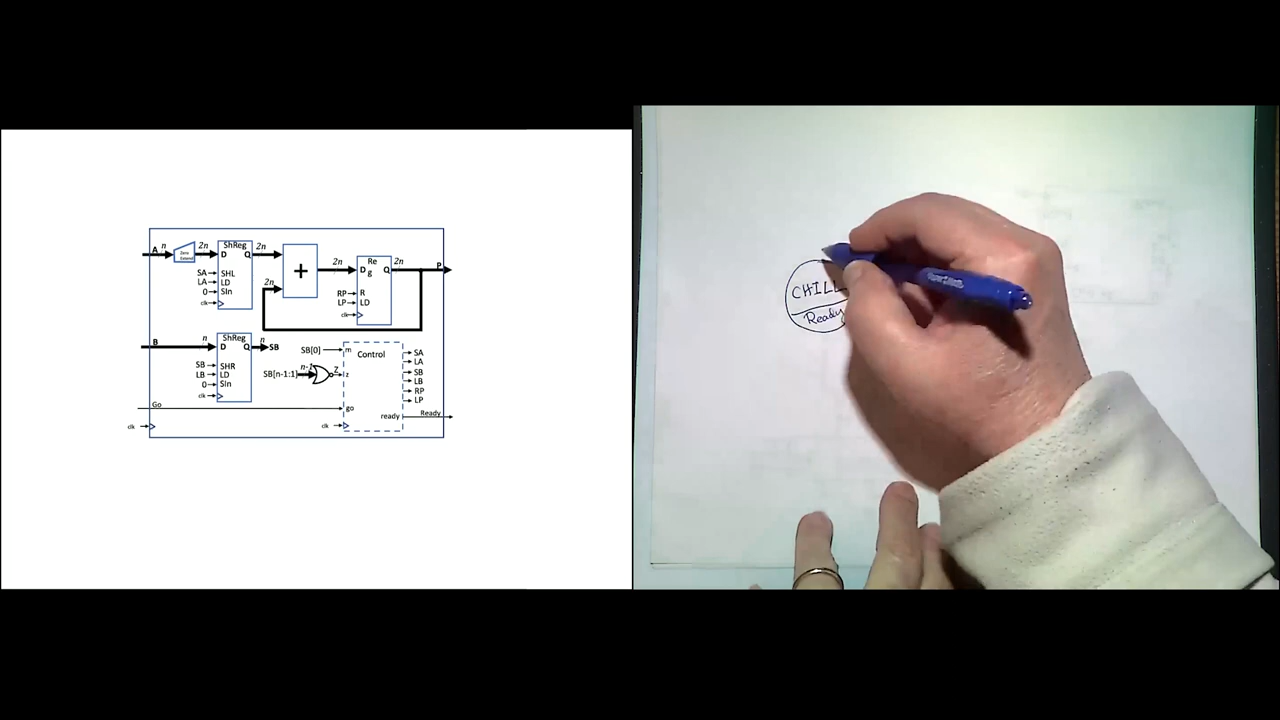 A n
Zero Extend
2n
ShReg
D Q
2n
SA SHL
LA LD
0 SIn
clk
+
2n
2n
Re
g
D Q
2n
P
RP R
LP LD
clk
B n
ShReg
D Q
n SB
SB SHR
LB LD
0 SIn
clk
SB[0] m
Control
SB[n-1:1] n-1 Z z
SA
LA
SB
LB
RP
LP
Go go
ready Ready
clk
clk
CHILL
Ready